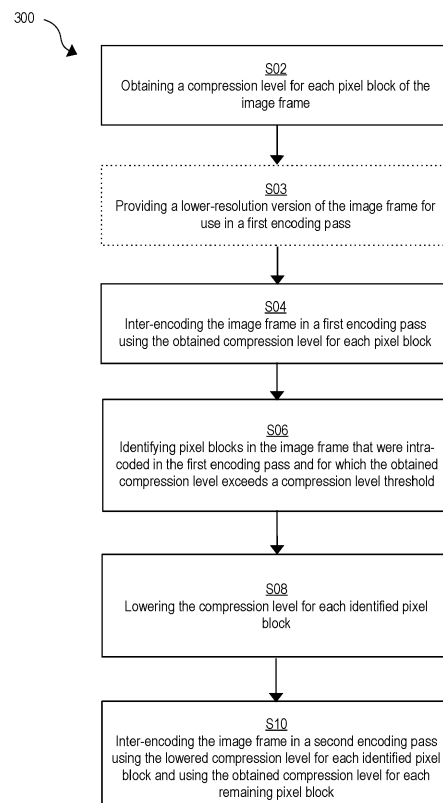 300
S02
Obtaining a compression level for each pixel block of the
image frame
S03
Providing a lower-resolution version of the image frame for
use in a first encoding pass
S04
Inter-encoding the image frame in a first encoding pass
using the obtained compression level for each pixel block
S06
Identifying pixel blocks in the image frame that were intra-
coded in the first encoding pass and for which the obtained
compression level exceeds a compression level threshold
S08
Lowering the compression level for each identified pixel
block
S10
Inter-encoding the image frame in a second encoding pass
using the lowered compression level for each identified pixel
block and using the obtained compression level for each
remaining pixel block